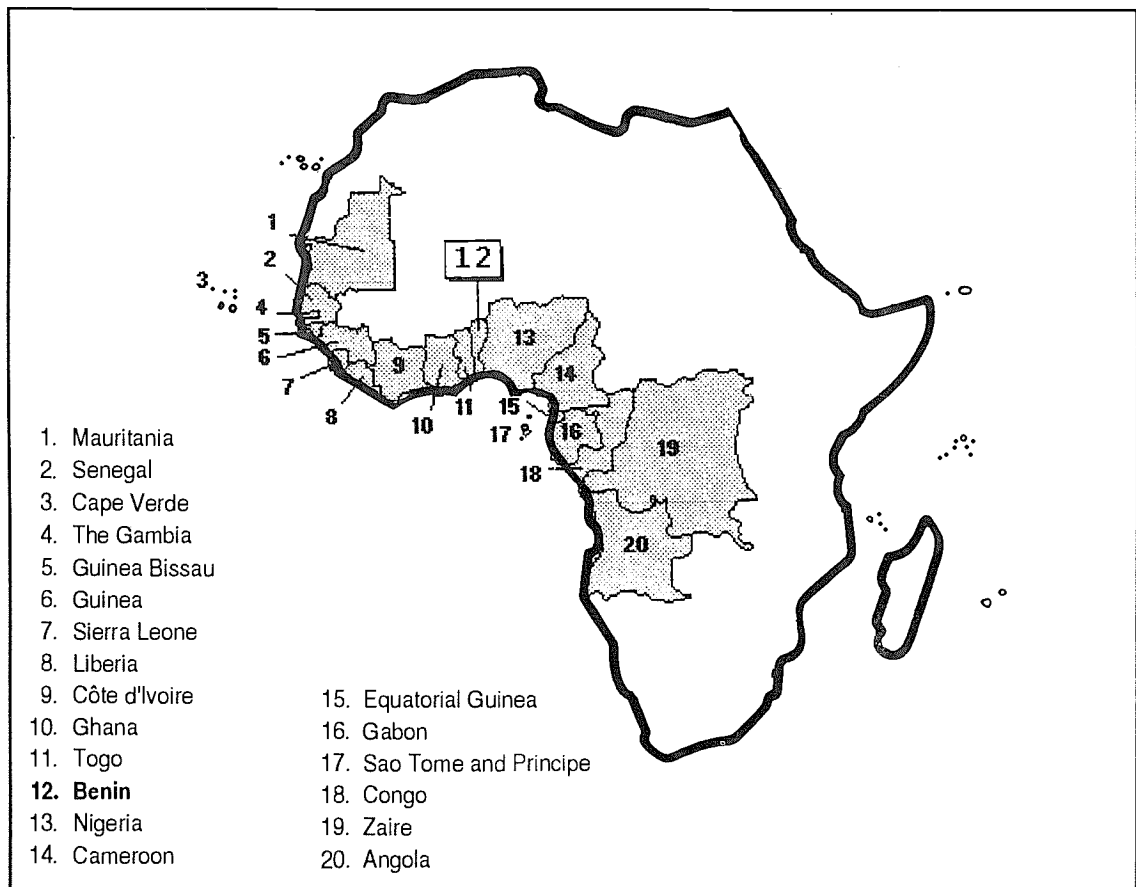 1
2
12
3
4
5
13
6
9
14
7
8
11
15
10
17
16
19
18
20
1. Mauritania
2. Senegal
3. Cape Verde
4. The Gambia
5. Guinea Bissau
6. Guinea
7. Sierra Leone
8. Liberia
9. Côte d'Ivoire
10. Ghana
11. Togo
12. Benin
13. Nigeria
14. Cameroon
15. Equatorial Guinea
16. Gabon
17. Sao Tome and Principe
18. Congo
19. Zaire
20. Angola